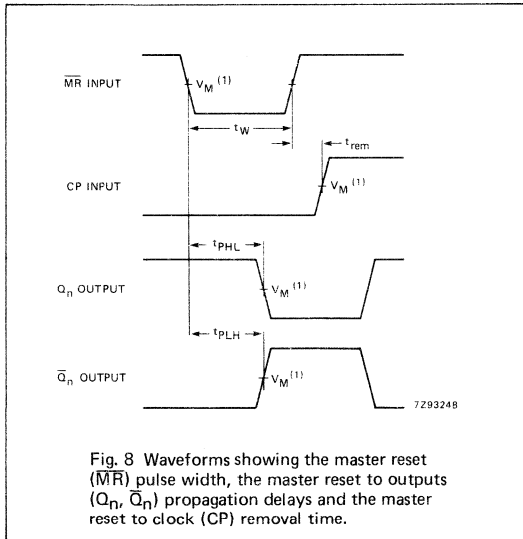 MR INPUT
VM (1)
tW
trem
CP INPUT
VM (1)
tPHL
Qn OUTPUT
VM (1)
tPLH
Q̅n OUTPUT
VM (1)
7Z93248
Fig. 8 Waveforms showing the master reset
(M̅R̅) pulse width, the master reset to outputs
(Qn, Q̅n) propagation delays and the master
reset to clock (CP) removal time.